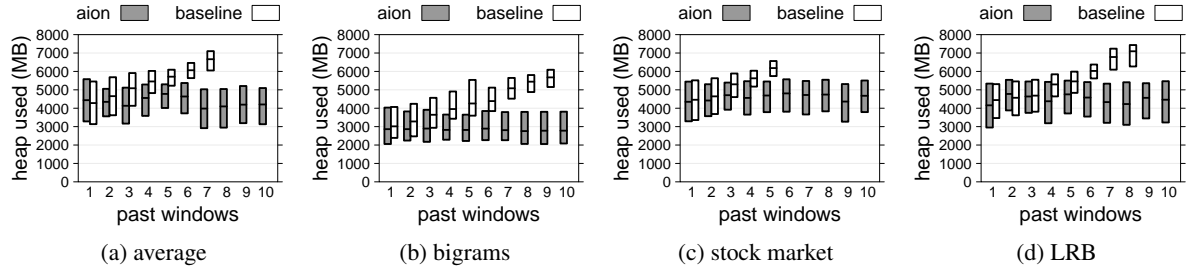 aion baseline
heap used (MB)
8000
7000
6000
5000
4000
3000
2000
1000
0
1 2 3 4 5 6 7 8 9 10
past windows
(a) average
aion baseline
heap used (MB)
8000
7000
6000
5000
4000
3000
2000
1000
0
1 2 3 4 5 6 7 8 9 10
past windows
(b) bigrams
aion baseline
heap used (MB)
8000
7000
6000
5000
4000
3000
2000
1000
0
1 2 3 4 5 6 7 8 9 10
past windows
(c) stock market
aion baseline
heap used (MB)
8000
7000
6000
5000
4000
3000
2000
1000
0
1 2 3 4 5 6 7 8 9 10
past windows
(d) LRB